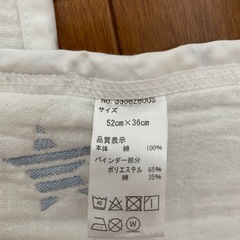 No. 35382800S
サイズ
52cm×36cm
品質表示
本体 綿 100%
バインダー部分
ポリエステル 65%
綿 35%